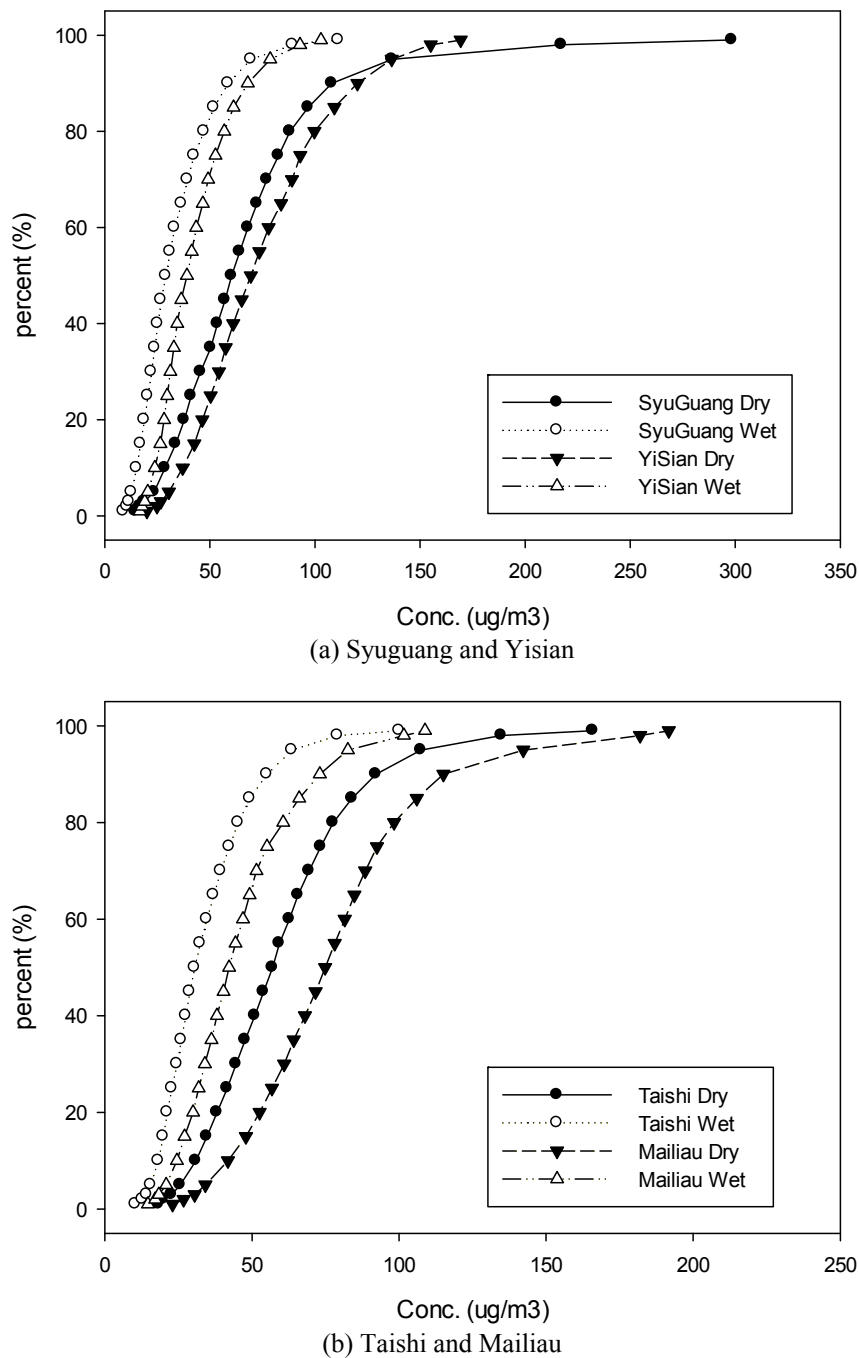 100
80
60
40
20
0
percent (%)
SyuGuang Dry
SyuGuang Wet
YiSian Dry
YiSian Wet
0 50 100 150 200 250 300 350
Conc. (ug/m3)
(a) Syuguang and Yisian
100
80
60
40
20
0
percent (%)
Taishi Dry
Taishi Wet
Mailiau Dry
Mailiau Wet
0 50 100 150 200 250
Conc. (ug/m3)
(b) Taishi and Mailiau